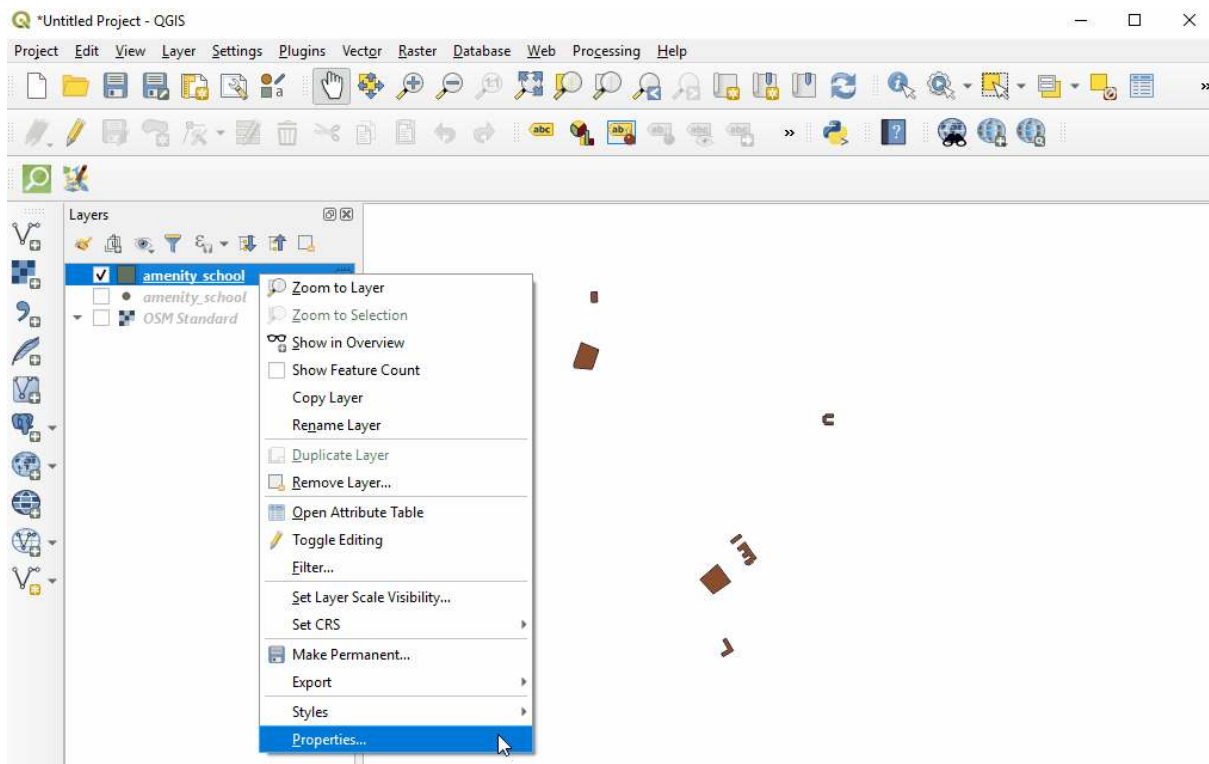 *Untitled Project - QGIS
Project Edit View Layer Settings Plugins Vector Raster Database Web Processing Help
Layers
amenity_school
amenity_school
OSM Standard
Zoom to Layer
Zoom to Selection
Show in Overview
Show Feature Count
Copy Layer
Rename Layer
Duplicate Layer
Remove Layer...
Open Attribute Table
Toggle Editing
Filter...
Set Layer Scale Visibility...
Set CRS
Make Permanent...
Export
Styles
Properties...